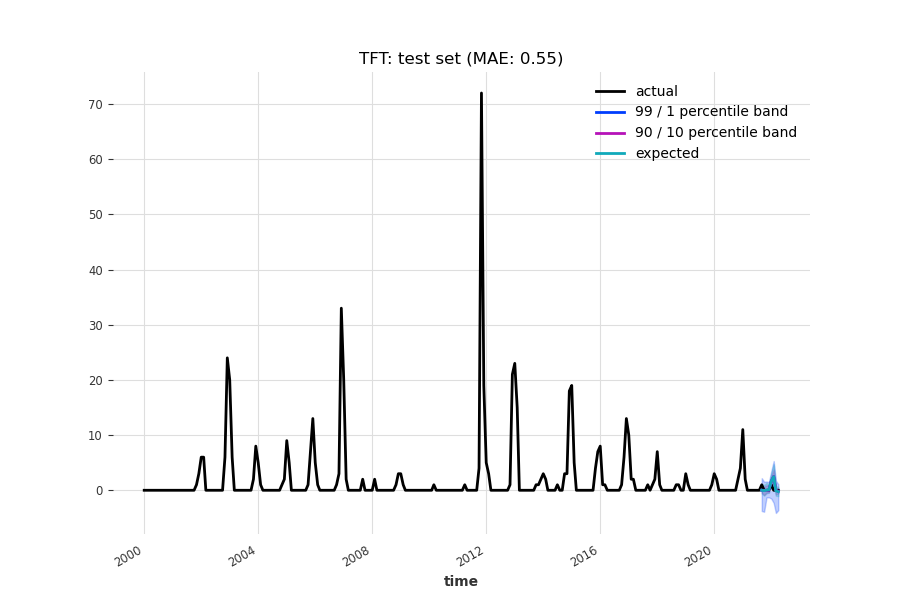 TFT: test set (MAE: 0.55)
actual
99 / 1 percentile band
90 / 10 percentile band
expected
70
60
50
40
30
20
10
0
2000
2004
2008
2012
2016
2020
time